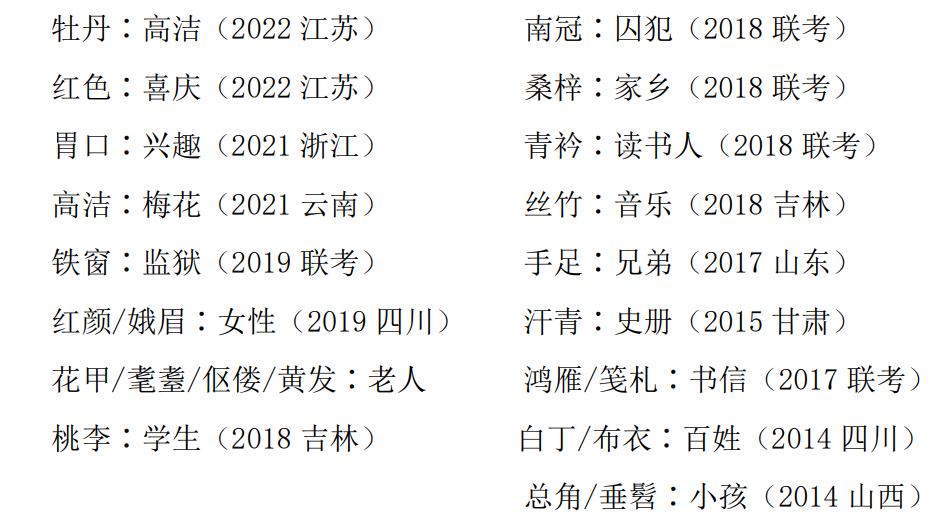 牡丹：高洁（2022 江苏）
红色：喜庆（2022 江苏）
胃口：兴趣（2021 浙江）
高洁：梅花（2021 云南）
铁窗：监狱（2019 联考）
红颜/娥眉：女性（2019 四川）
花甲/耄耋/伛偻/黄发：老人
桃李：学生（2018 吉林）
南冠：囚犯（2018 联考）
桑梓：家乡（2018 联考）
青衿：读书人（2018 联考）
丝竹：音乐（2018 吉林）
手足：兄弟（2017 山东）
汗青：史册（2015 甘肃）
鸿雁/笺札：书信（2017 联考）
白丁/布衣：百姓（2014 四川）
总角/垂髫：小孩（2014 山西）